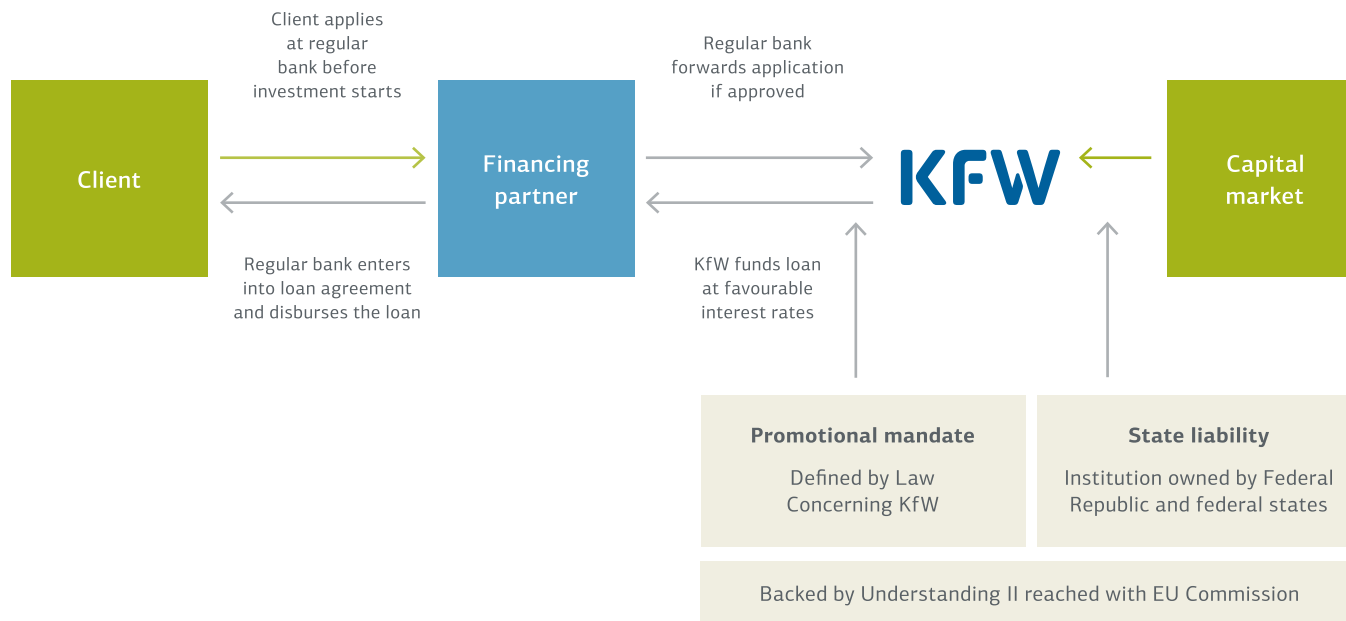 Client applies
at regular
bank before
investment starts
Regular bank
forwards application
if approved
Client
Financing
partner
KFW
Capital
market
Regular bank enters
into loan agreement
and disburses the loan
KfW funds loan
at favourable
interest rates
Promotional mandate
Defined by Law
Concerning KfW
State liability
Institution owned by Federal
Republic and federal states
Backed by Understanding II reached with EU Commission